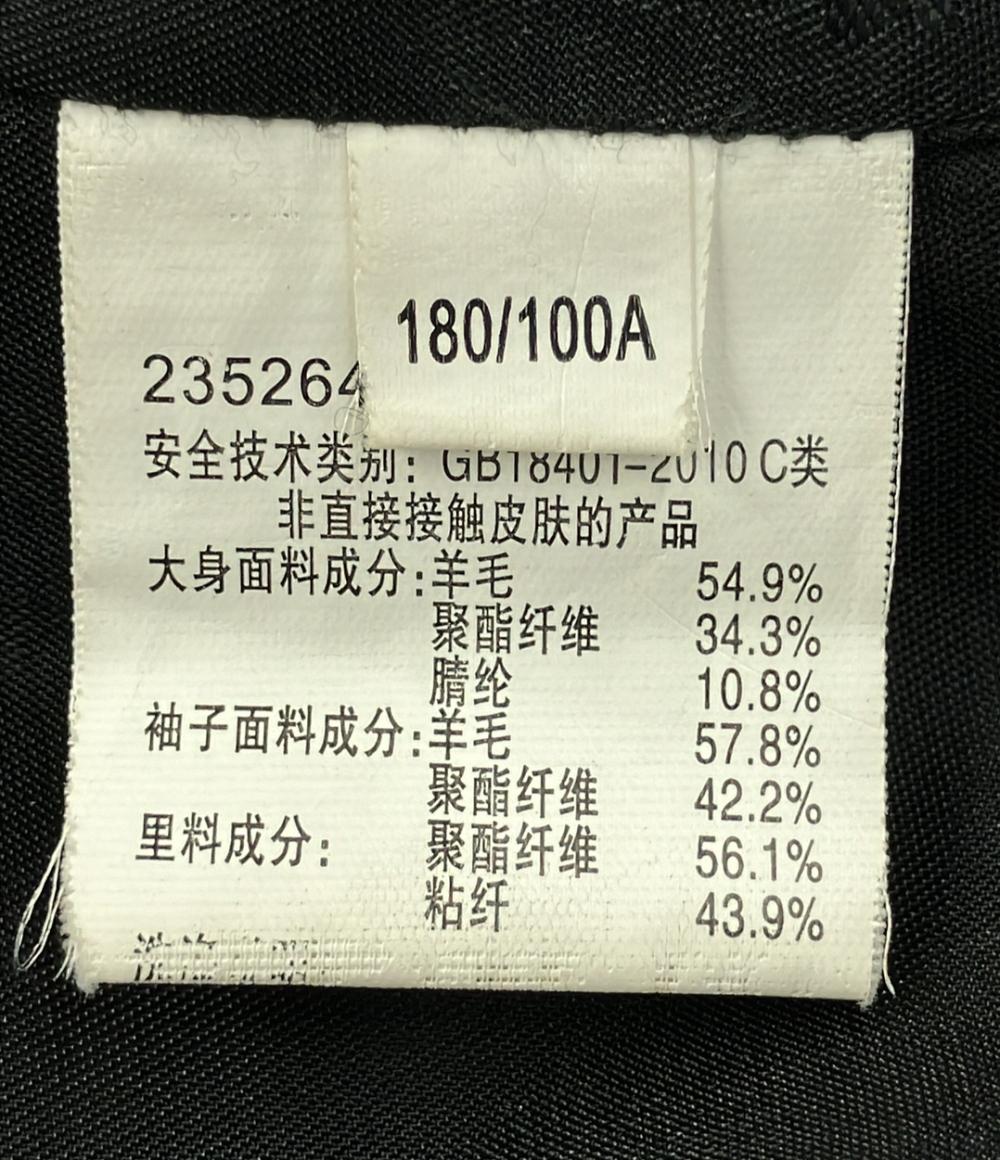 180/100A
235264
安全技术类别: GB18401-2010 C类
非直接接触皮肤的产品
大身面料成分:羊毛 54.9%
聚酯纤维 34.3%
腈纶 10.8%
袖子面料成分:羊毛 57.8%
聚酯纤维 42.2%
里料成分: 聚酯纤维 56.1%
粘纤 43.9%